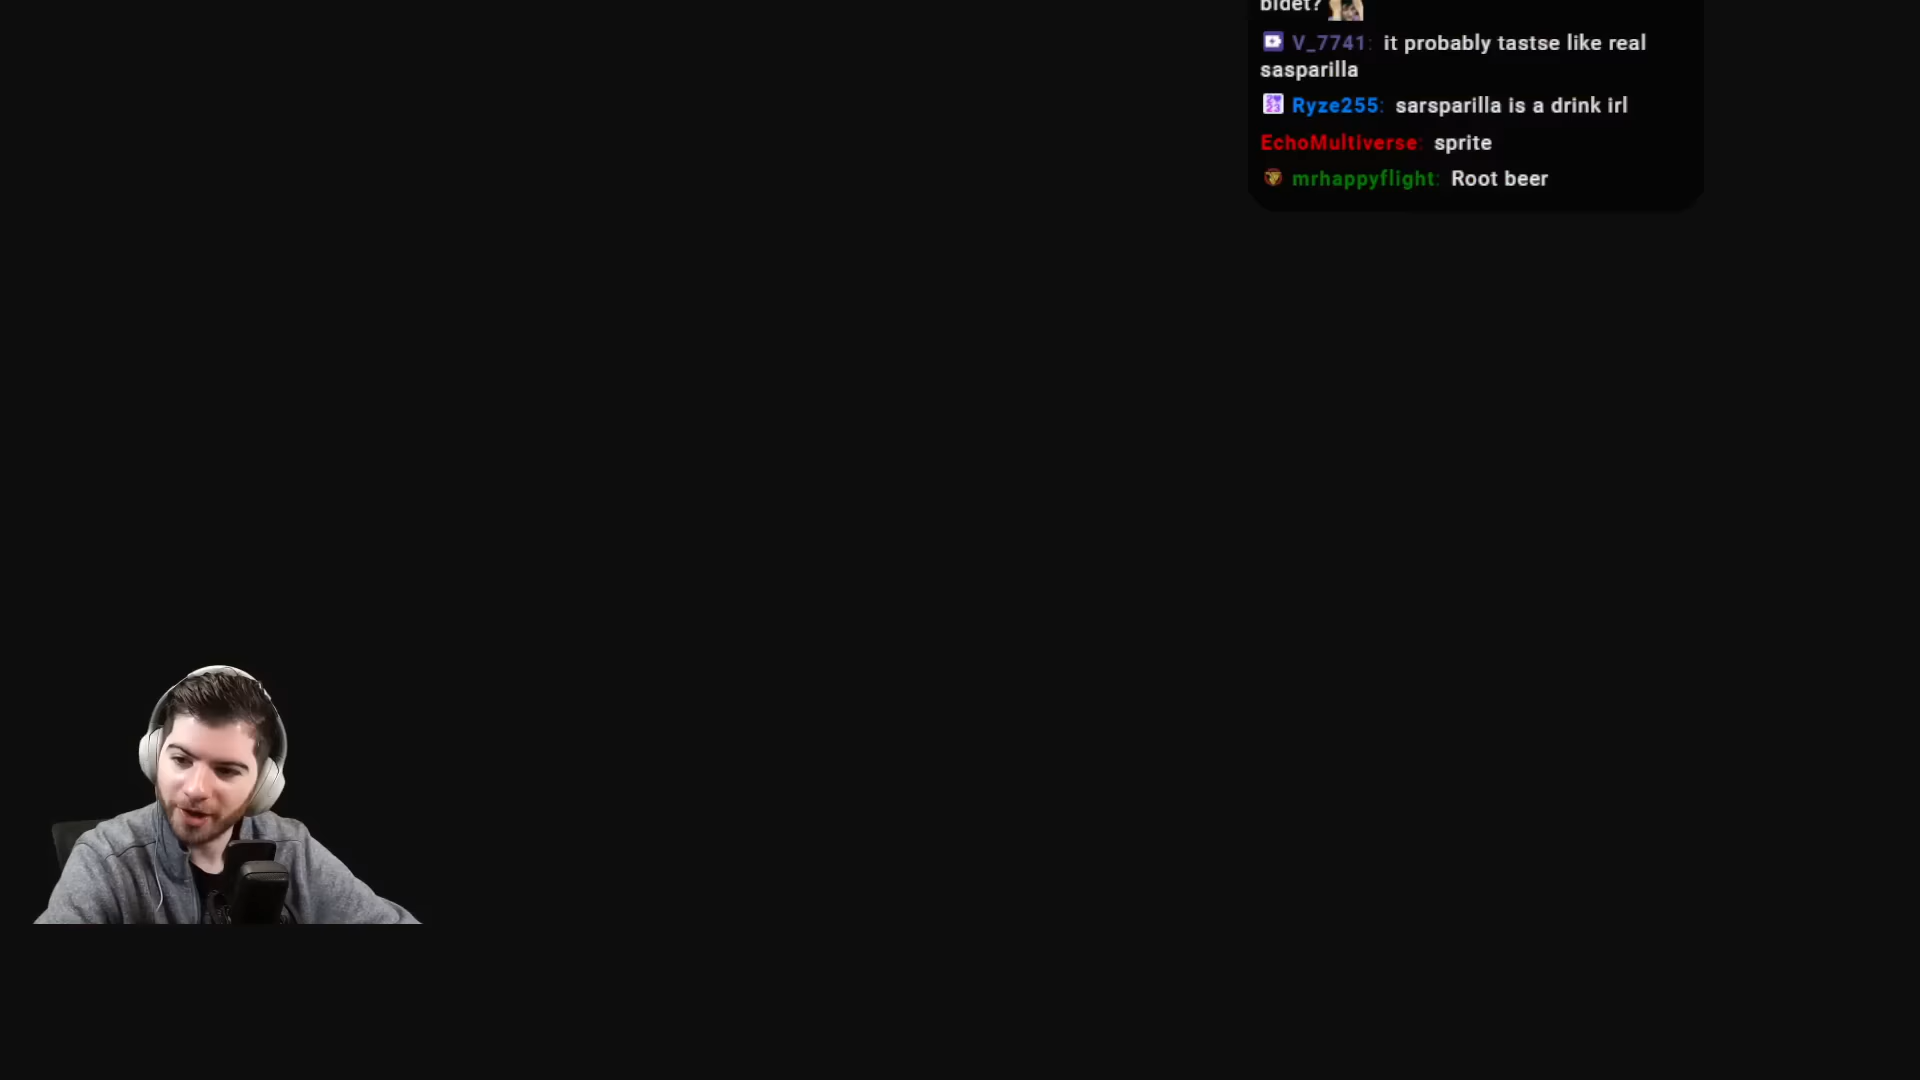 bidet?
V_7741: it probably tastse like real
sasparilla
Ryze255: sarsparilla is a drink irl
EchoMultiverse: sprite
mrhappyflight: Root beer